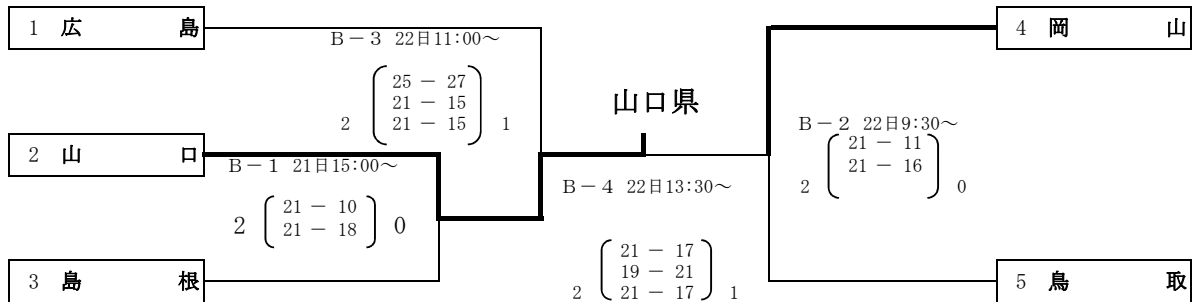 1 広 島
B－3 22日11:00～
25 － 27
21 － 15
2 21 － 15 1
2 山 口
B－1 21日15:00～
21 － 10
2 21 － 18 0
3 島 根
山口県
B－4 22日13:30～
21 － 17
19 － 21
2 21 － 17 1
4 岡 山
B－2 22日9:30～
21 － 11
21 － 16
2 0
5 鳥 取